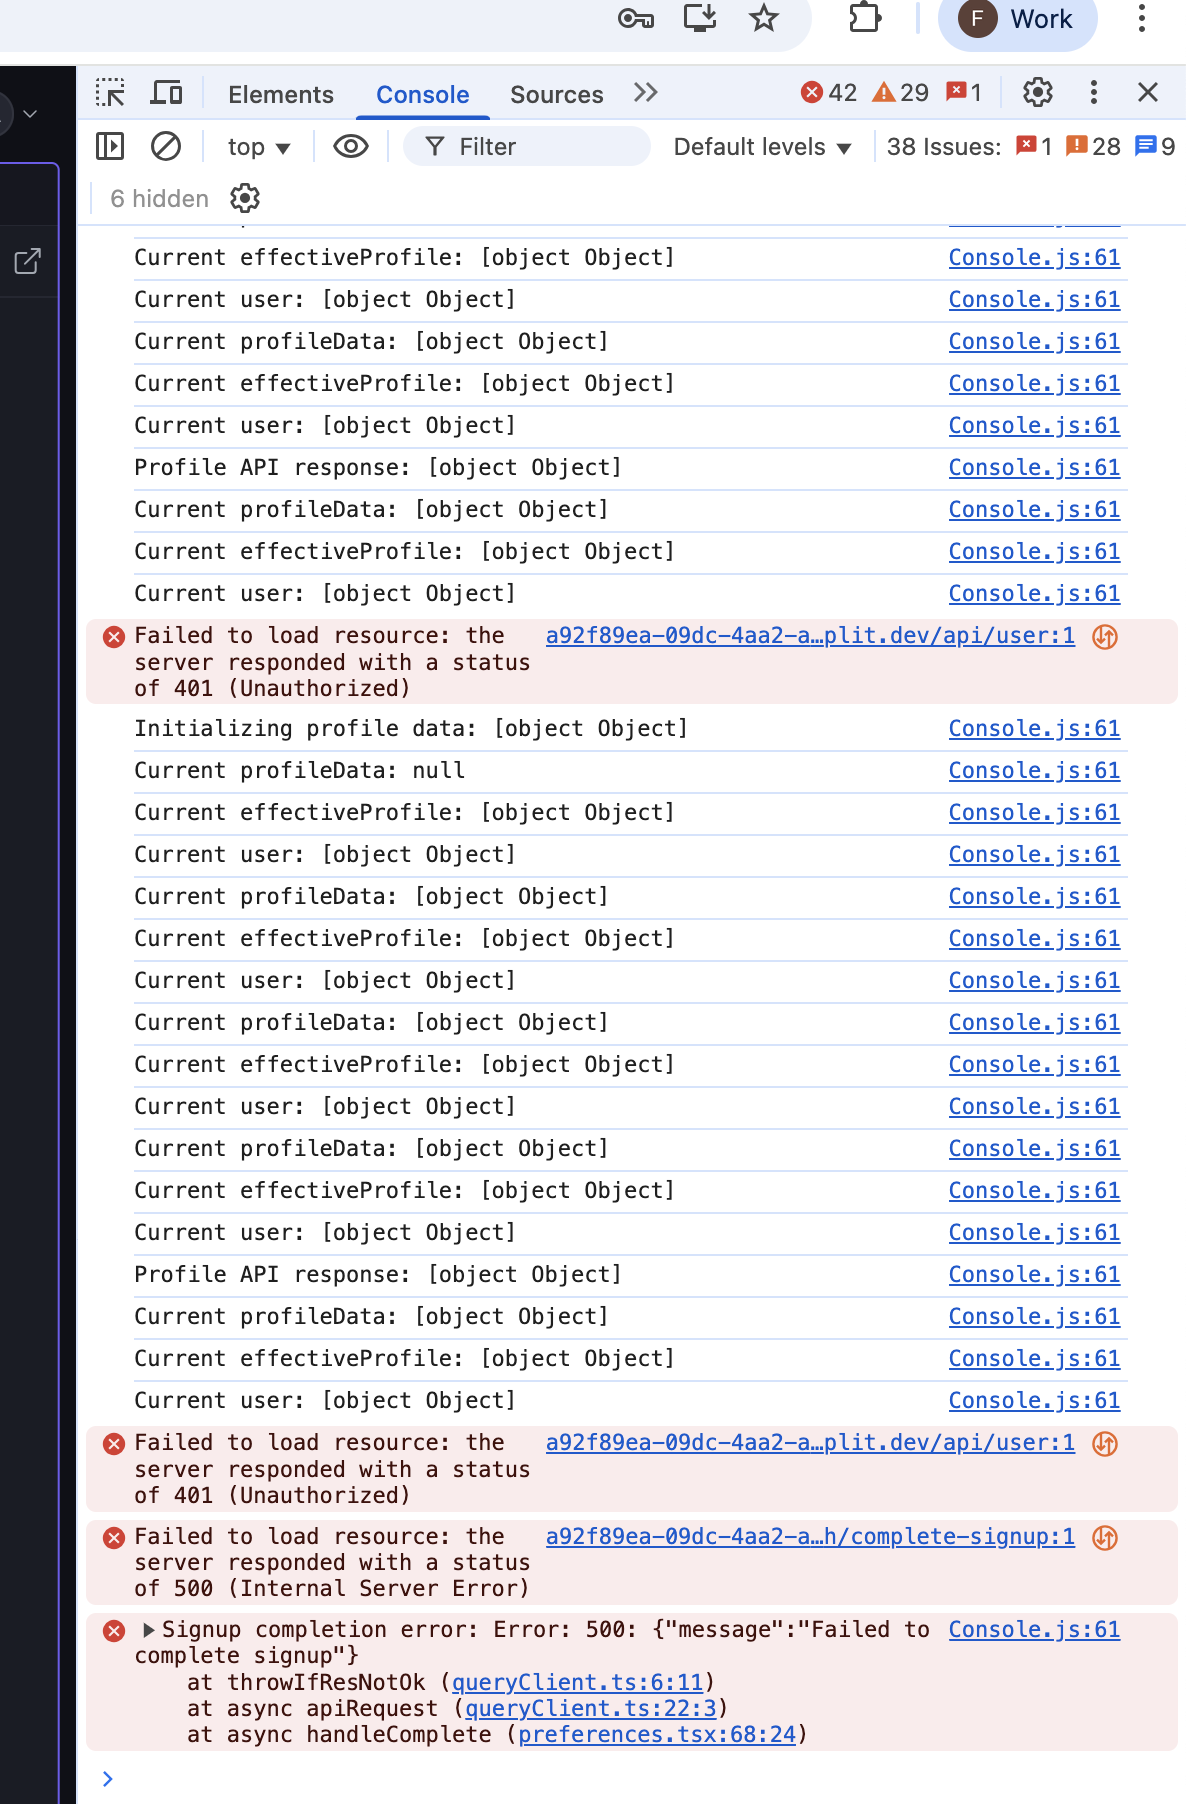 F Work
Elements Console Sources 42 29 1
top Filter Default levels 38 Issues: 1 28 9
6 hidden
Current effectiveProfile: [object Object] Console.js:61
Current user: [object Object] Console.js:61
Current profileData: [object Object] Console.js:61
Current effectiveProfile: [object Object] Console.js:61
Current user: [object Object] Console.js:61
Profile API response: [object Object] Console.js:61
Current profileData: [object Object] Console.js:61
Current effectiveProfile: [object Object] Console.js:61
Current user: [object Object] Console.js:61
Failed to load resource: the a92f89ea-09dc-4aa2-a…plit.dev/api/user:1
server responded with a status
of 401 (Unauthorized)
Initializing profile data: [object Object] Console.js:61
Current profileData: null Console.js:61
Current effectiveProfile: [object Object] Console.js:61
Current user: [object Object] Console.js:61
Current profileData: [object Object] Console.js:61
Current effectiveProfile: [object Object] Console.js:61
Current user: [object Object] Console.js:61
Current profileData: [object Object] Console.js:61
Current effectiveProfile: [object Object] Console.js:61
Current user: [object Object] Console.js:61
Current profileData: [object Object] Console.js:61
Current effectiveProfile: [object Object] Console.js:61
Current user: [object Object] Console.js:61
Profile API response: [object Object] Console.js:61
Current profileData: [object Object] Console.js:61
Current effectiveProfile: [object Object] Console.js:61
Current user: [object Object] Console.js:61
Failed to load resource: the a92f89ea-09dc-4aa2-a…plit.dev/api/user:1
server responded with a status
of 401 (Unauthorized)
Failed to load resource: the a92f89ea-09dc-4aa2-a…h/complete-signup:1
server responded with a status
of 500 (Internal Server Error)
Signup completion error: Error: 500: {"message":"Failed to Console.js:61
complete signup"}
at throwIfResNotOk (queryClient.ts:6:11)
at async apiRequest (queryClient.ts:22:3)
at async handleComplete (preferences.tsx:68:24)